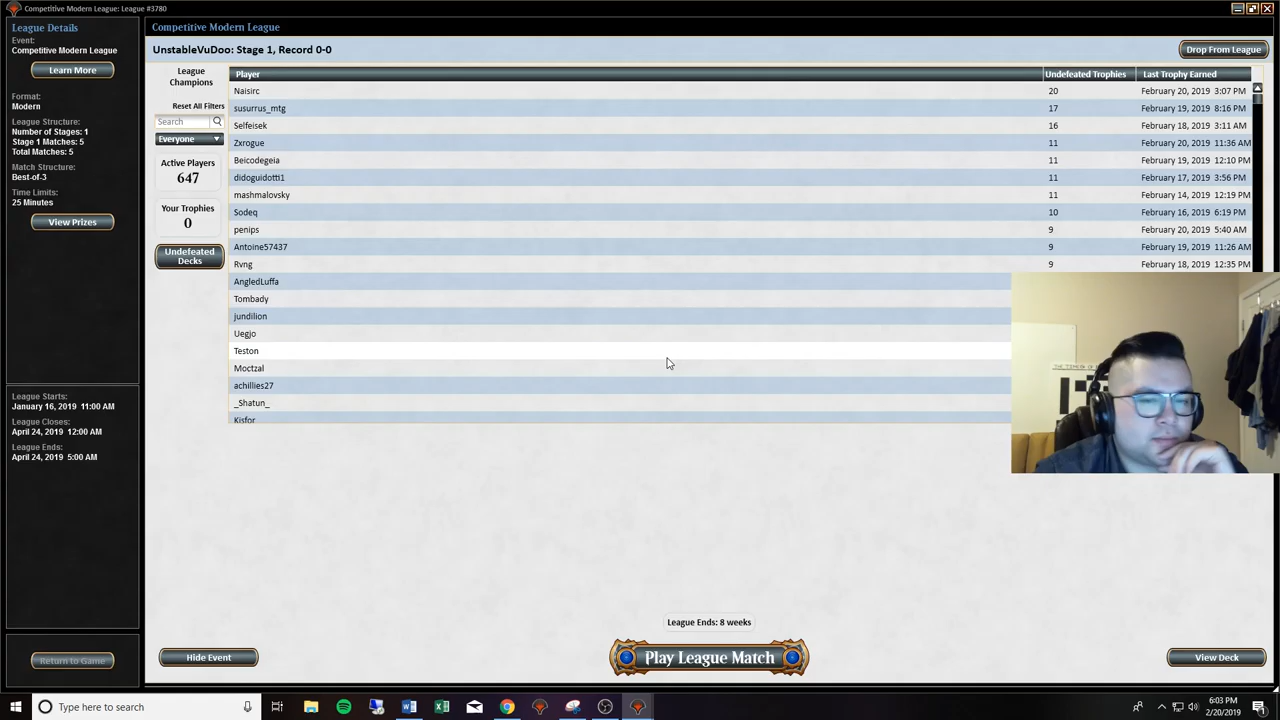 Competitive Modern League: League #3780
League Details
Event:
Competitive Modern League
Learn More
Format:
Modern
League Structure:
Number of Stages: 1
Stage 1 Matches: 5
Total Matches: 5
Match Structure:
Best-of-3
Time Limits:
25 Minutes
View Prizes
League Starts:
January 16, 2019 11:00 AM
League Closes:
April 24, 2019 12:00 AM
League Ends:
April 24, 2019 5:00 AM
Return to Game
Competitive Modern League
UnstableVuDoo: Stage 1, Record 0-0
Drop From League
League
Champions
Reset All Filters
Search
Everyone
Active Players
647
Your Trophies
0
Undefeated
Decks
Player Undefeated Trophies Last Trophy Earned
Naisirc 20 February 20, 2019 3:07 PM
susurrus_mtg 17 February 19, 2019 8:16 PM
Selfeisek 16 February 18, 2019 3:11 AM
Zxrogue 11 February 20, 2019 11:36 AM
Beicodegeia 11 February 19, 2019 12:10 PM
didoguidotti1 11 February 17, 2019 3:56 PM
mashmalovsky 11 February 14, 2019 12:19 PM
Sodeq 10 February 16, 2019 6:19 PM
penips 9 February 20, 2019 5:40 AM
Antoine57437 9 February 19, 2019 11:26 AM
Rvng 9 February 18, 2019 12:35 PM
AngledLuffa
Tombady
jundilion
Uegjo
Teston
Moctzal
achillies27
_Shatun_
Kisfor
League Ends: 8 weeks
Hide Event
Play League Match
View Deck
Type here to search
6:03 PM
2/20/2019